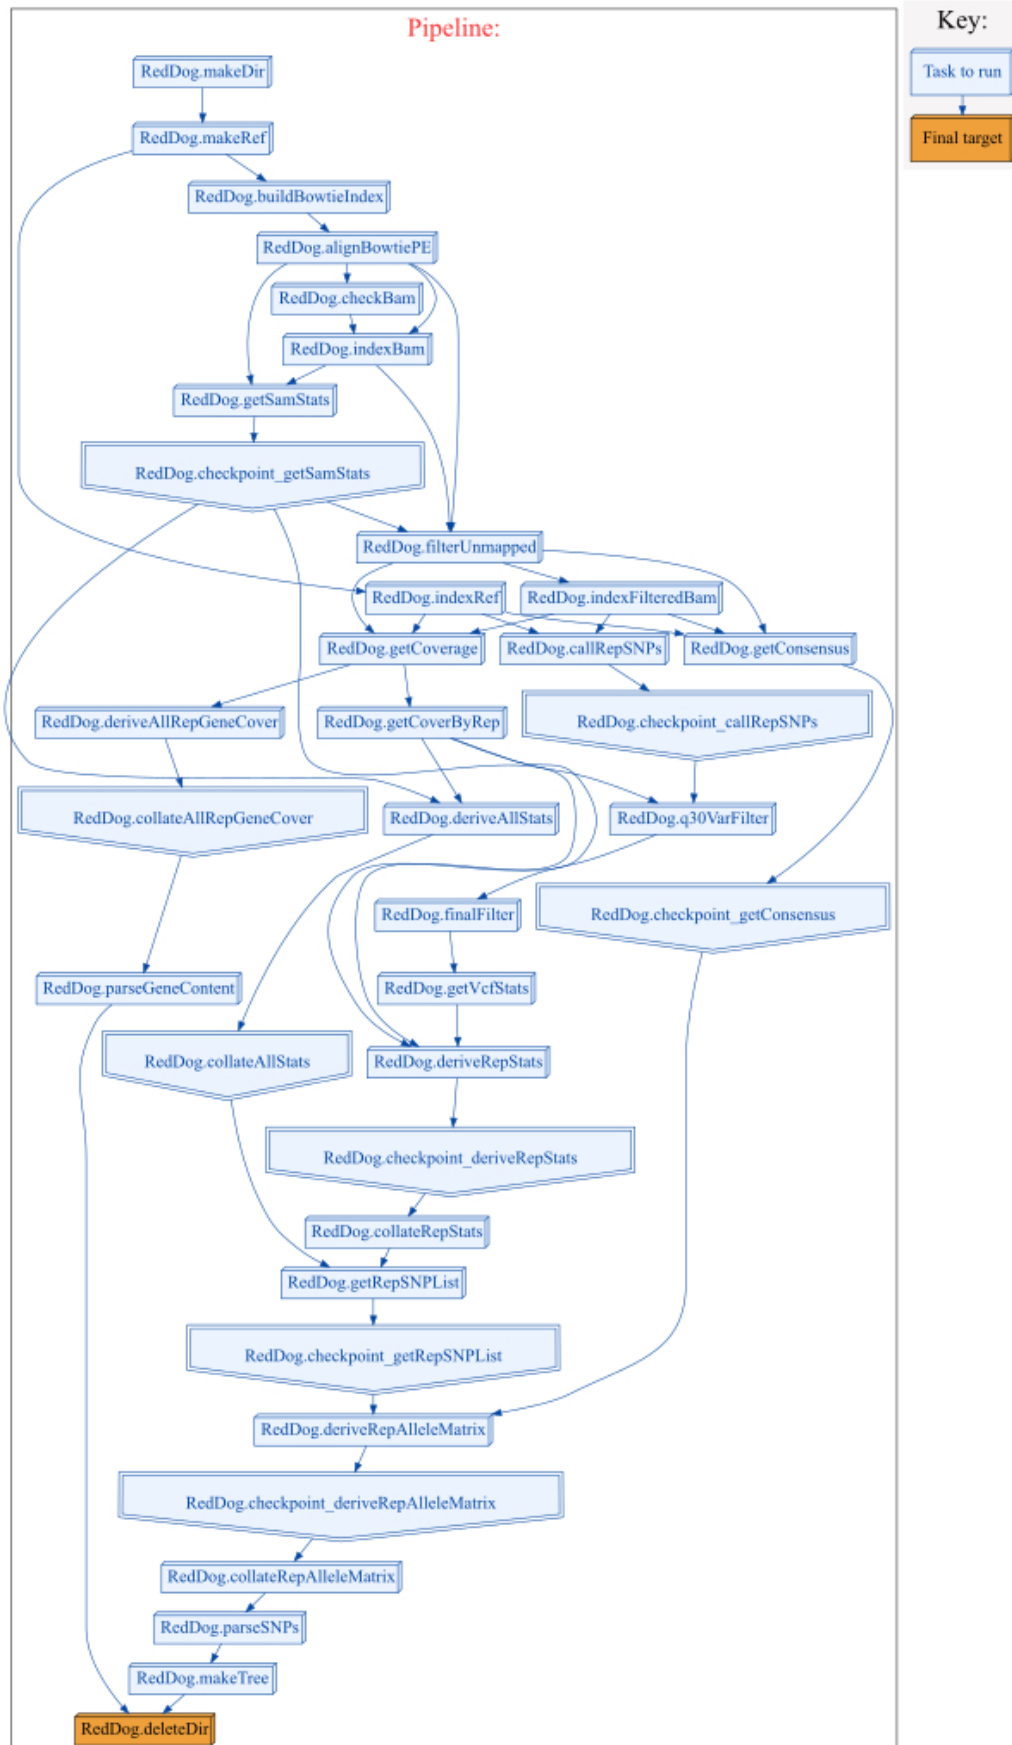 Pipeline:
Key:
Task to run
Final target
RedDog.makeDir
RedDog.makeRef
RedDog.buildBowtieIndex
RedDog.alignBowtiePE
RedDog.checkBam
RedDog.indexBam
RedDog.getSamStats
RedDog.checkpoint_getSamStats
RedDog.filterUnmapped
RedDog.indexRef
RedDog.indexFilteredBam
RedDog.getCoverage
RedDog.callRepSNPs
RedDog.getConsensus
RedDog.deriveAllRepGeneCover
RedDog.getCoverByRep
RedDog.checkpoint_callRepSNPs
RedDog.collateAllRepGeneCover
RedDog.deriveAllStats
RedDog.q30VarFilter
RedDog.finalFilter
RedDog.checkpoint_getConsensus
RedDog.parseGeneContent
RedDog.getVcfStats
RedDog.collateAllStats
RedDog.deriveRepStats
RedDog.checkpoint_deriveRepStats
RedDog.collateRepStats
RedDog.getRepSNPList
RedDog.checkpoint_getRepSNPList
RedDog.deriveRepAlleleMatrix
RedDog.checkpoint_deriveRepAlleleMatrix
RedDog.collateRepAlleleMatrix
RedDog.parseSNPs
RedDog.makeTree
RedDog.deleteDir